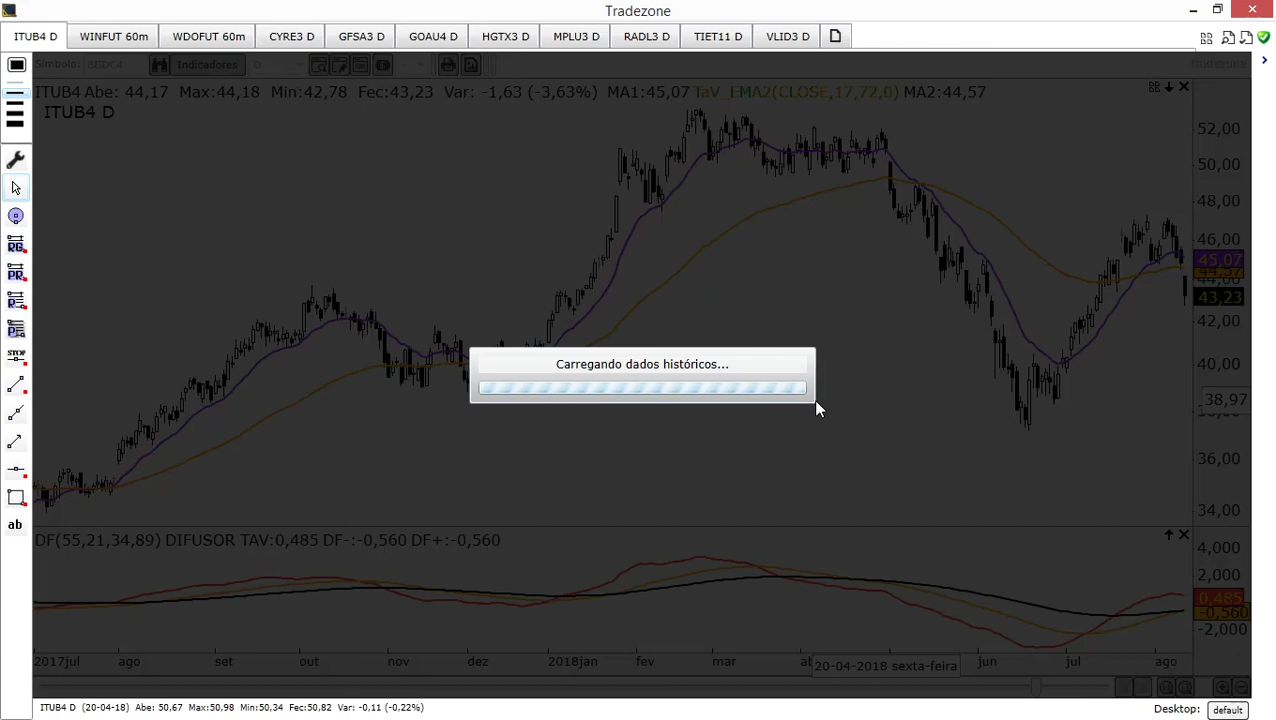 Tradezone
ITUB4 D
WINFUT 60m
WDOFUT 60m
CYRE3 D
GFSA3 D
GOAU4 D
HGTX3 D
MPLU3 D
RADL3 D
TIET11 D
VLID3 D
Símbolo: BBDC4
Indicadores
D
ITUB4 Abe: 44,17 Max:44,18 Min:42,78 Fec:43,23 Var: -1,63 (-3,63%) MA1:45,07 TaV_EMA2(CLOSE,17,72,0) MA2:44,57
ITUB4 D
52,00
50,00
48,00
46,00
45,07
44,57
44,00
43,23
42,00
40,00
38,97
36,00
34,00
RG
PR
STOP
ab
Carregando dados históricos...
DF(55,21,34,89) DIFUSOR TAV:0,485 DF-:-0,560 DF+:-0,560
4,000
2,000
0,485
-0,560
-2,000
2017jul ago set out nov dez 2018jan fev mar 20-04-2018 sexta-feira jun jul ago
ITUB4 D (20-04-18) Abe: 50,67 Max:50,98 Min:50,34 Fec:50,82 Var: -0,11 (-0,22%)
Desktop: default